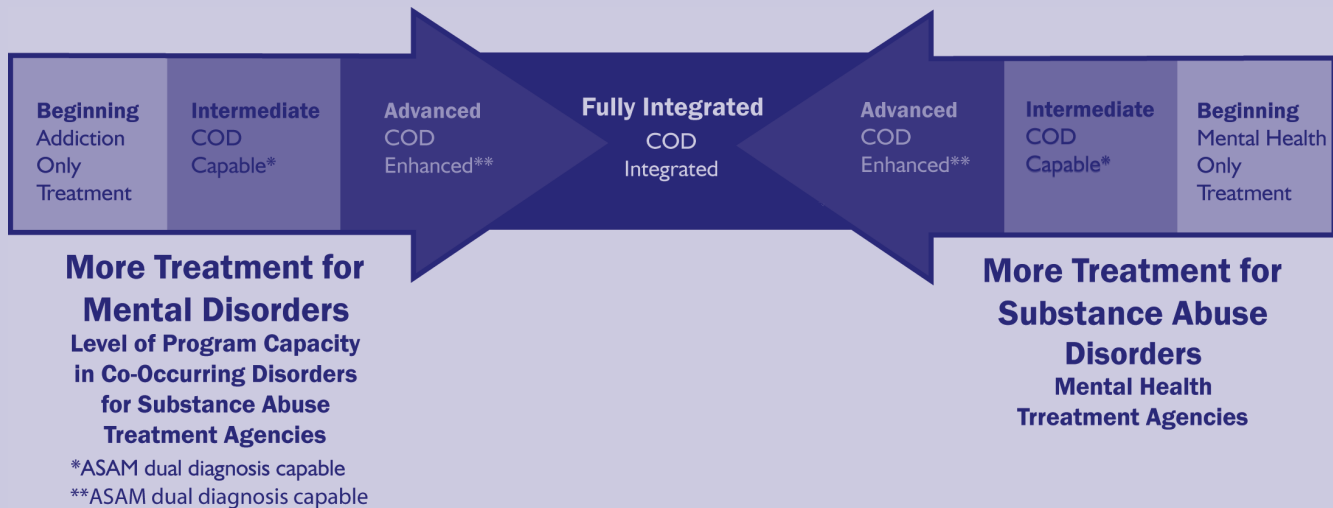 Beginning
Addiction
Only
Treatment
Intermediate
COD
Capable*
Advanced
COD
Enhanced**
Fully Integrated
COD
Integrated
Advanced
COD
Enhanced**
Intermediate
COD
Capable*
Beginning
Mental Health
Only
Treatment
More Treatment for
Mental Disorders
Level of Program Capacity
in Co-Occurring Disorders
for Substance Abuse
Treatment Agencies
*ASAM dual diagnosis capable
**ASAM dual diagnosis capable
More Treatment for
Substance Abuse
Disorders
Mental Health
Trreatment Agencies